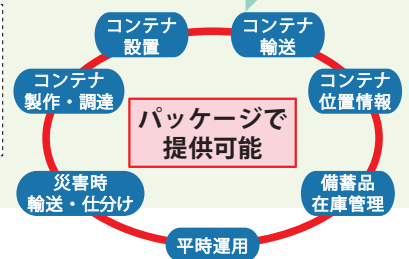 コンテナ
設置
コンテナ
輸送
コンテナ
製作・調達
コンテナ
位置情報
パッケージで
提供可能
災害時
輸送・仕分け
備蓄品
在庫管理
平時運用